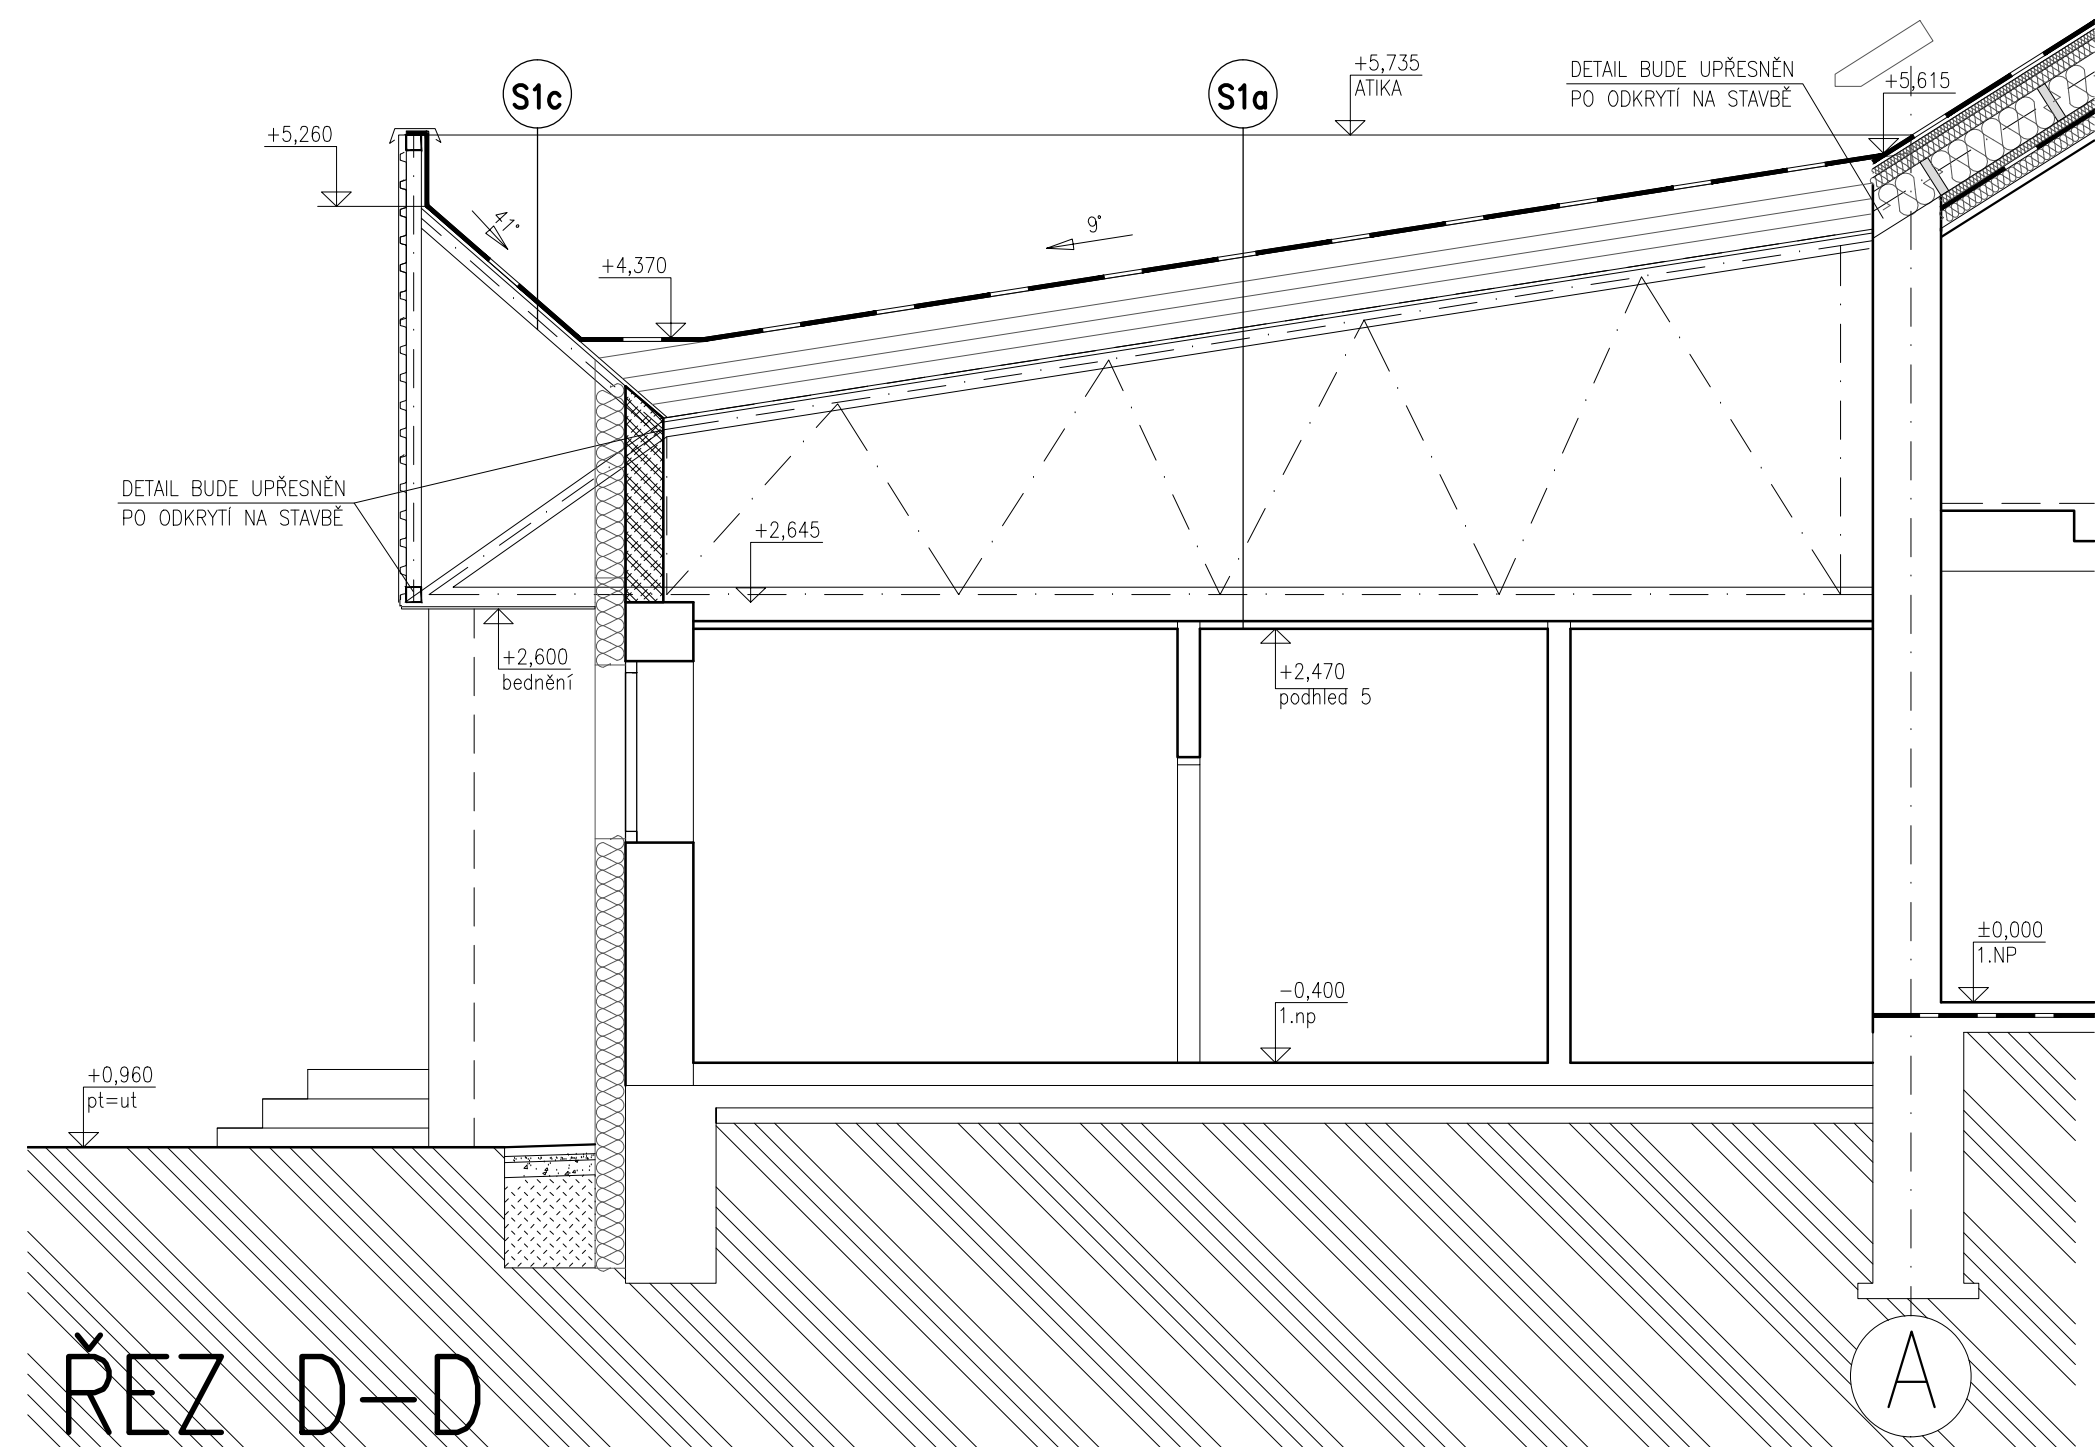 S1c
S1a
+5,735
ATIKA
DETAIL BUDE UPŘESNĚN
PO ODKRYTÍ NA STAVBĚ
+5,615
+5,260
41°
9°
+4,370
DETAIL BUDE UPŘESNĚN
PO ODKRYTÍ NA STAVBĚ
+2,645
+2,600
bednění
+2,470
podhled 5
±0,000
1.NP
-0,400
1.np
+0,960
pt=ut
ŘEZ D-D
A